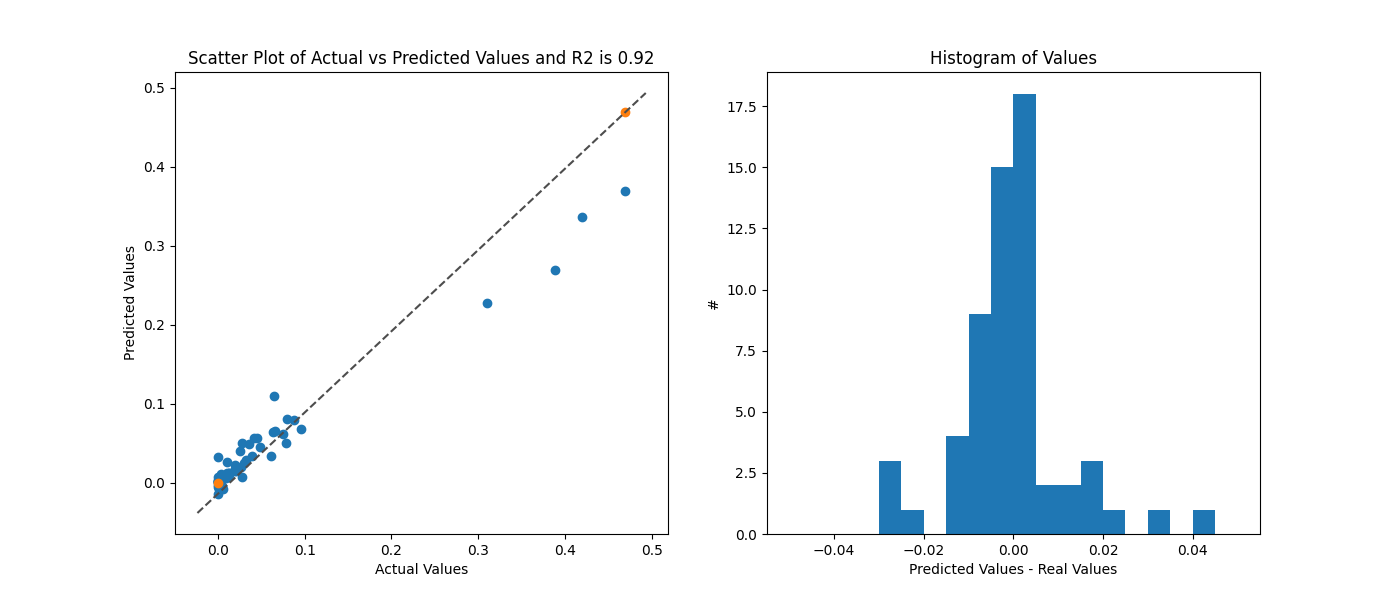 Scatter Plot of Actual vs Predicted Values and R2 is 0.92
0.5
0.4
0.3
0.2
0.1
0.0
Predicted Values
0.0 0.1 0.2 0.3 0.4 0.5
Actual Values
Histogram of Values
17.5
15.0
12.5
10.0
7.5
5.0
2.5
0.0
#
−0.04 −0.02 0.00 0.02 0.04
Predicted Values - Real Values